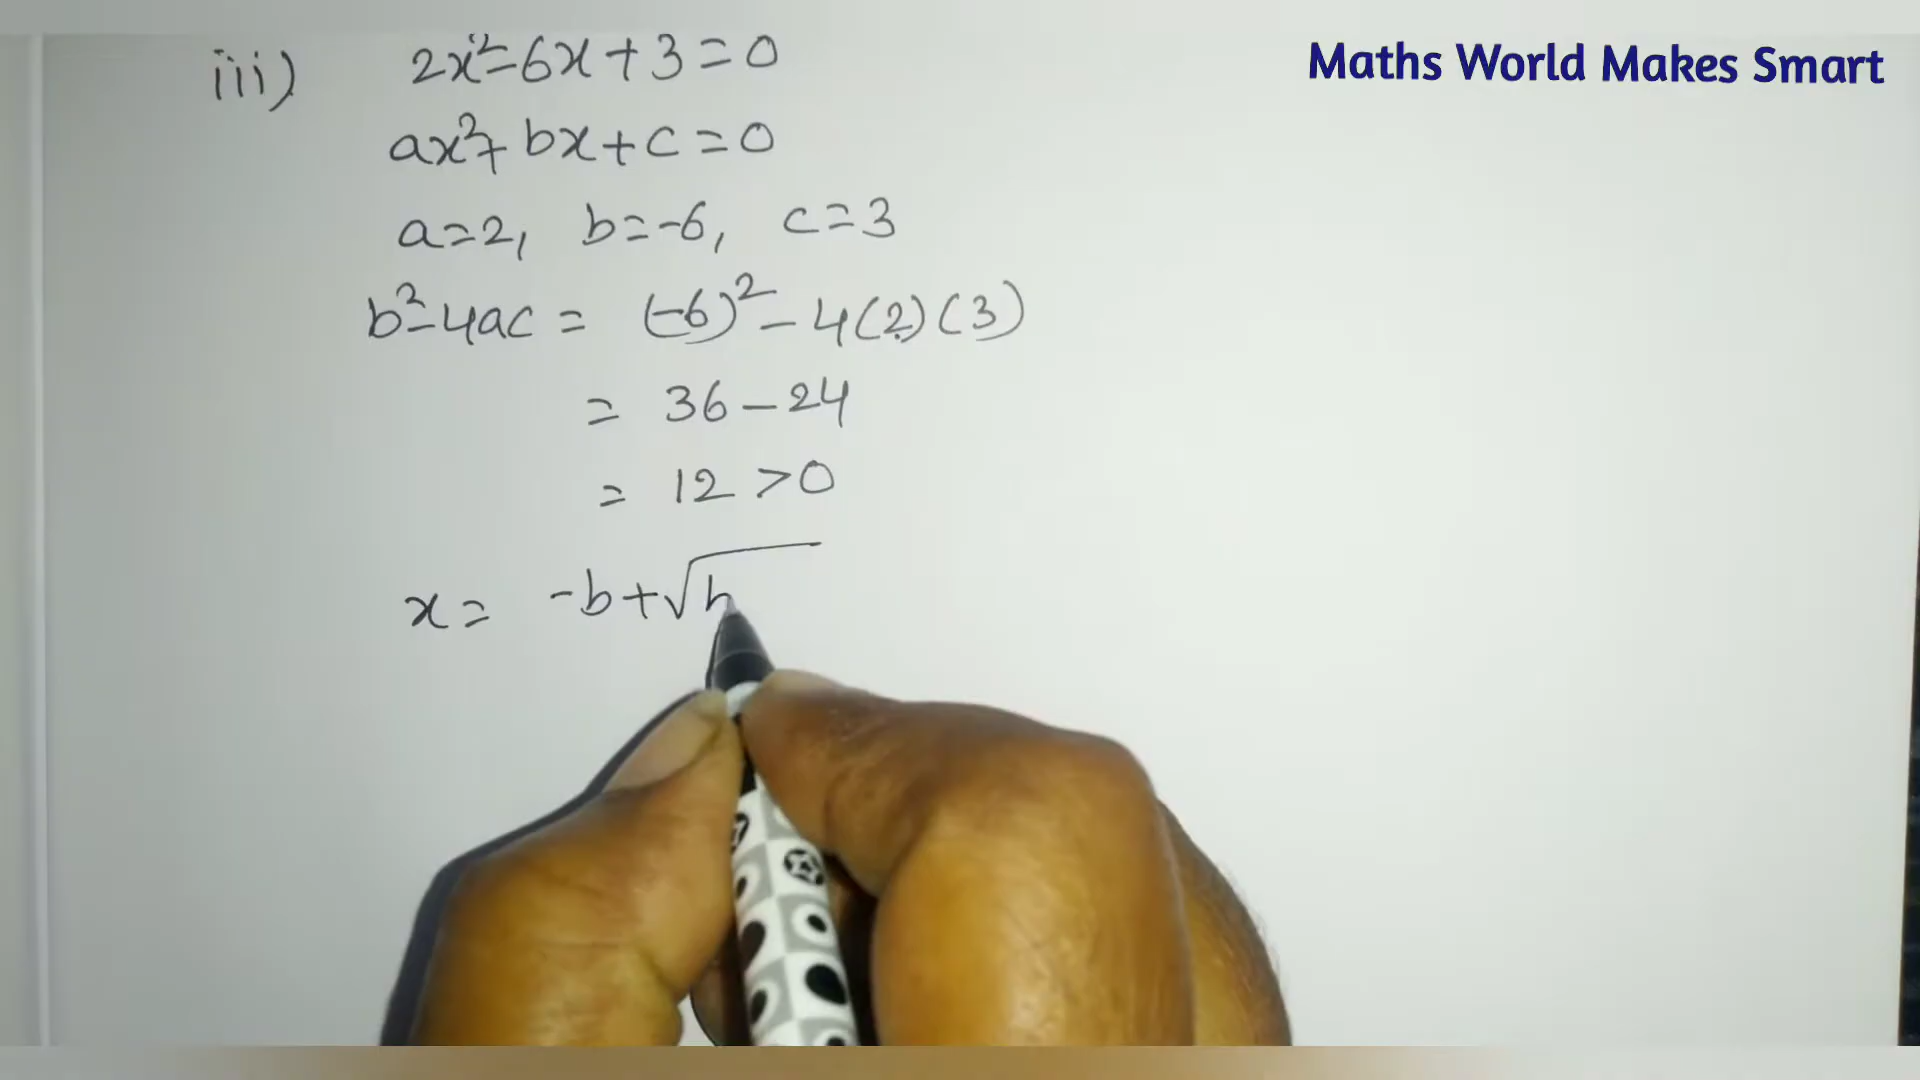 Maths World Makes Smart
iii) 2x²-6x+3=0
ax²+bx+c=0
a=2, b=-6, c=3
b²-4ac = (-6)² - 4(2)(3)
= 36-24
= 12 >0
x= -b+√b